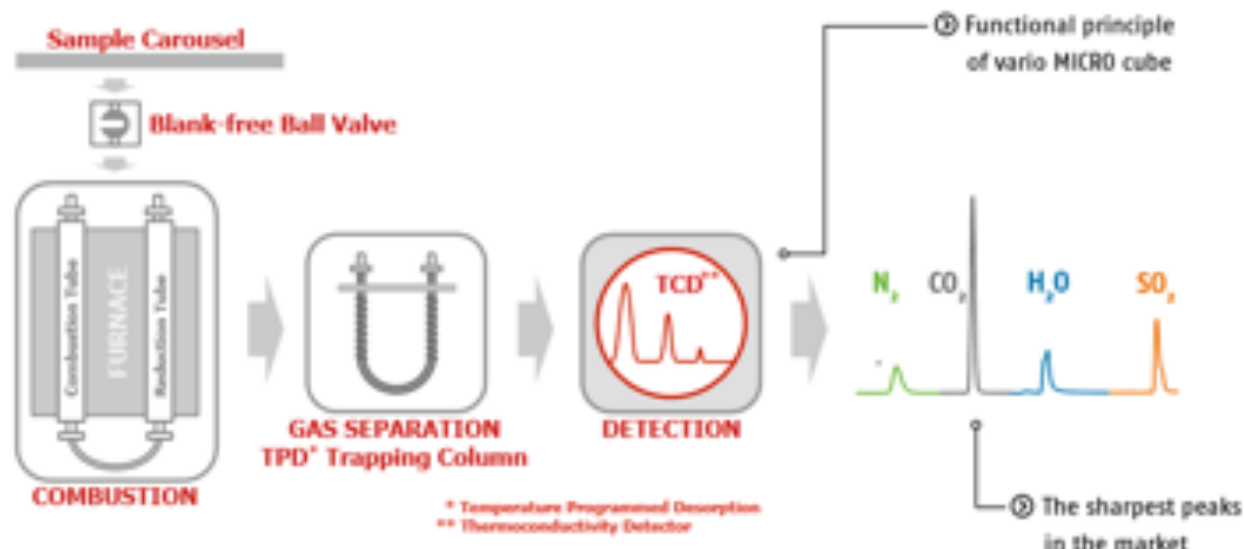 Sample Carousel
Functional principle
of vario MICRO cube
Blank-free Ball Valve
Combustion Tube
FURNACE
Reduction Tube
TCD**
N₂ CO₂ H₂O SO₂
GAS SEPARATION
TPD* Trapping Column
DETECTION
COMBUSTION
* Temperature Programmed Desorption
** Thermoconductivity Detector
The sharpest peaks
in the market